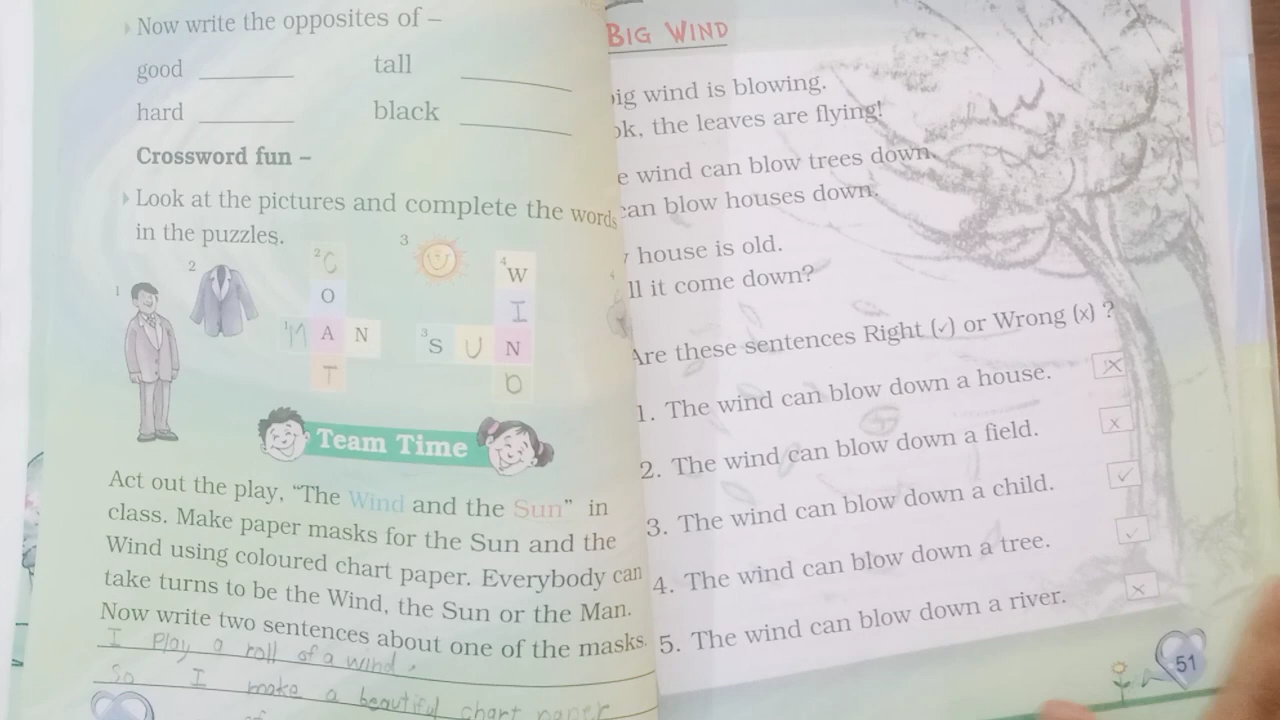 Now write the opposites of –
good ________ tall ________
hard ________ black ________
Crossword fun –
Look at the pictures and complete the words
in the puzzles.
1
2
2 C
O
1 M A N
T
3
4 W
I
3 S U N
D
Team Time
Act out the play, “The Wind and the Sun” in
class. Make paper masks for the Sun and the
Wind using coloured chart paper. Everybody can
take turns to be the Wind, the Sun or the Man.
Now write two sentences about one of the masks.
I Play a roll of a wind.
So I make a beautiful chart paper
of
BIG WIND
big wind is blowing.
ok, the leaves are flying!
e wind can blow trees down.
can blow houses down.
y house is old.
ll it come down?
Are these sentences Right (✓) or Wrong (x) ?
1. The wind can blow down a house. x
2. The wind can blow down a field. x
3. The wind can blow down a child. ✓
4. The wind can blow down a tree. ✓
5. The wind can blow down a river. x
51